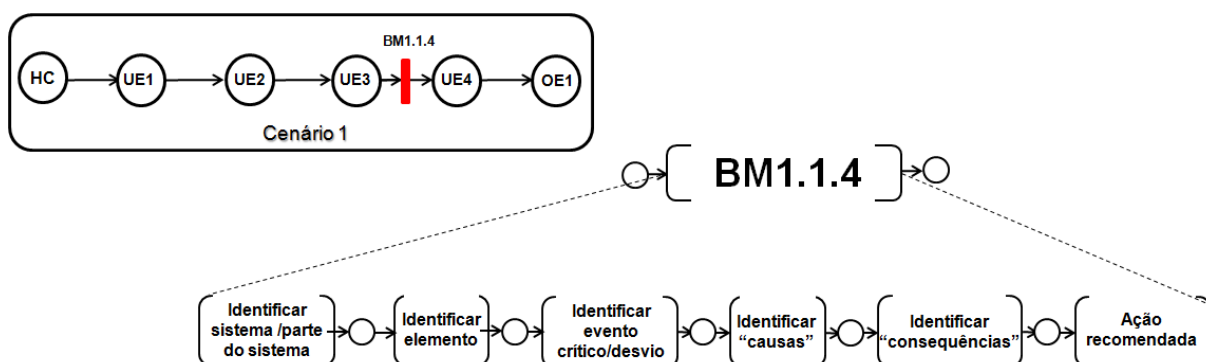 BM1.1.4
HC UE1 UE2 UE3 UE4 OE1
Cenário 1
BM1.1.4
Identificar
sistema /parte
do sistema
Identificar
elemento
Identificar
evento
crítico/desvio
Identificar
“causas”
Identificar
“consequências”
Ação
recomendada